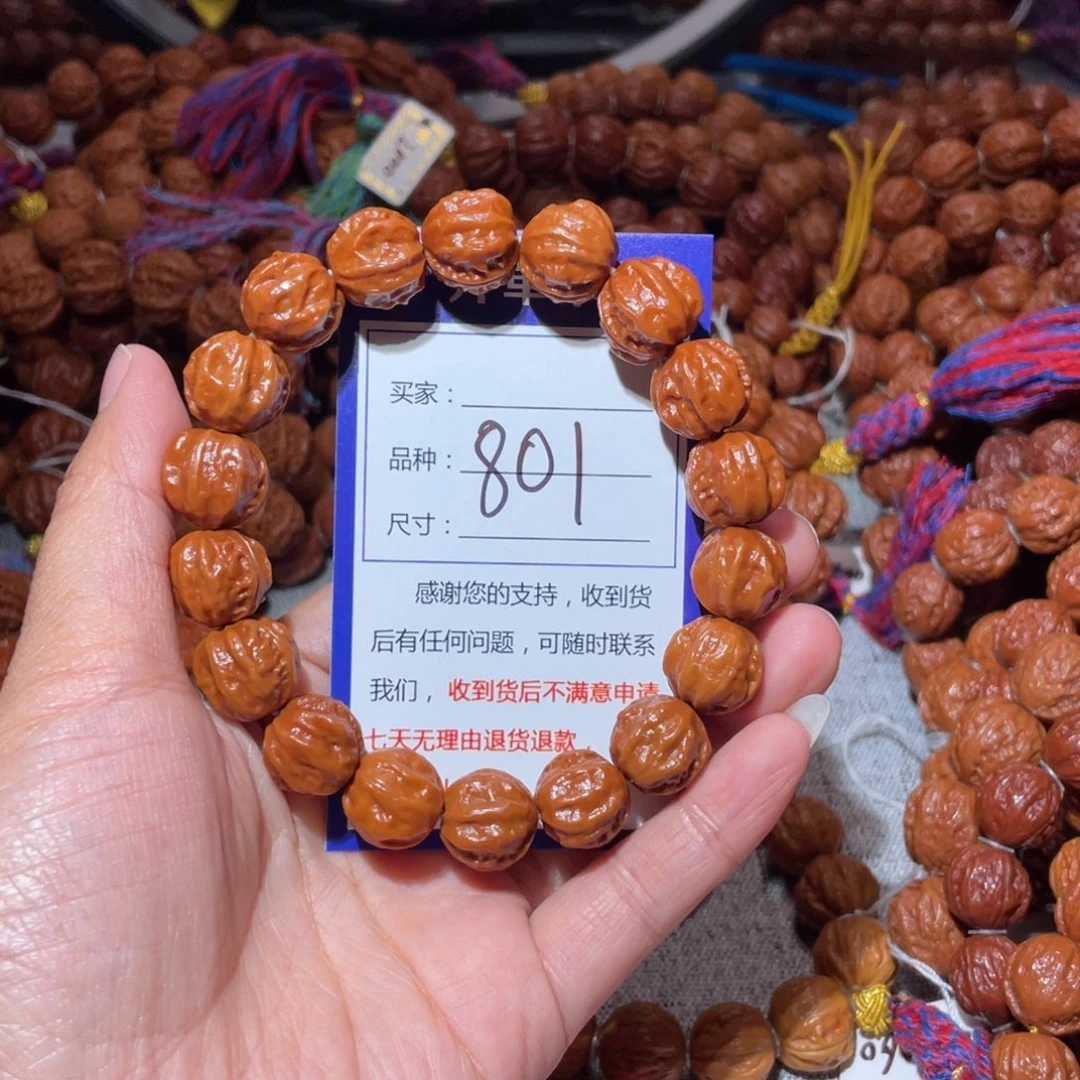 买家：
品种：801
尺寸：
感谢您的支持，收到货
后有任何问题，可随时联系
我们，收到货后不满意申请
七天无理由退货退款，